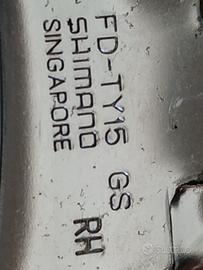 FD-TY15 GS
SHIMANO
SINGAPORE
RH